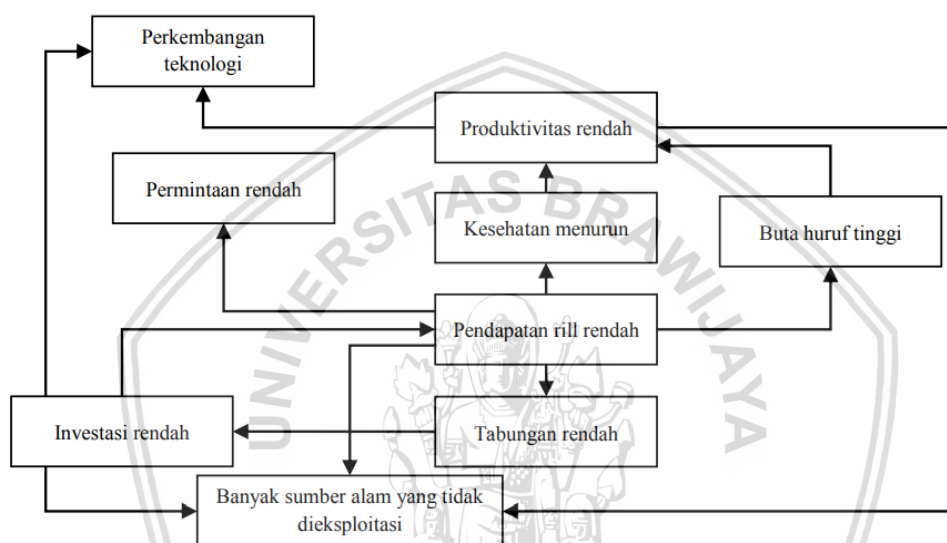 Perkembangan
teknologi
Produktivitas rendah
Permintaan rendah
Kesehatan menurun
Buta huruf tinggi
Pendapatan rill rendah
Investasi rendah
Tabungan rendah
Banyak sumber alam yang tidak
dieksploitasi
UNIVERSITAS BRAWIJAYA